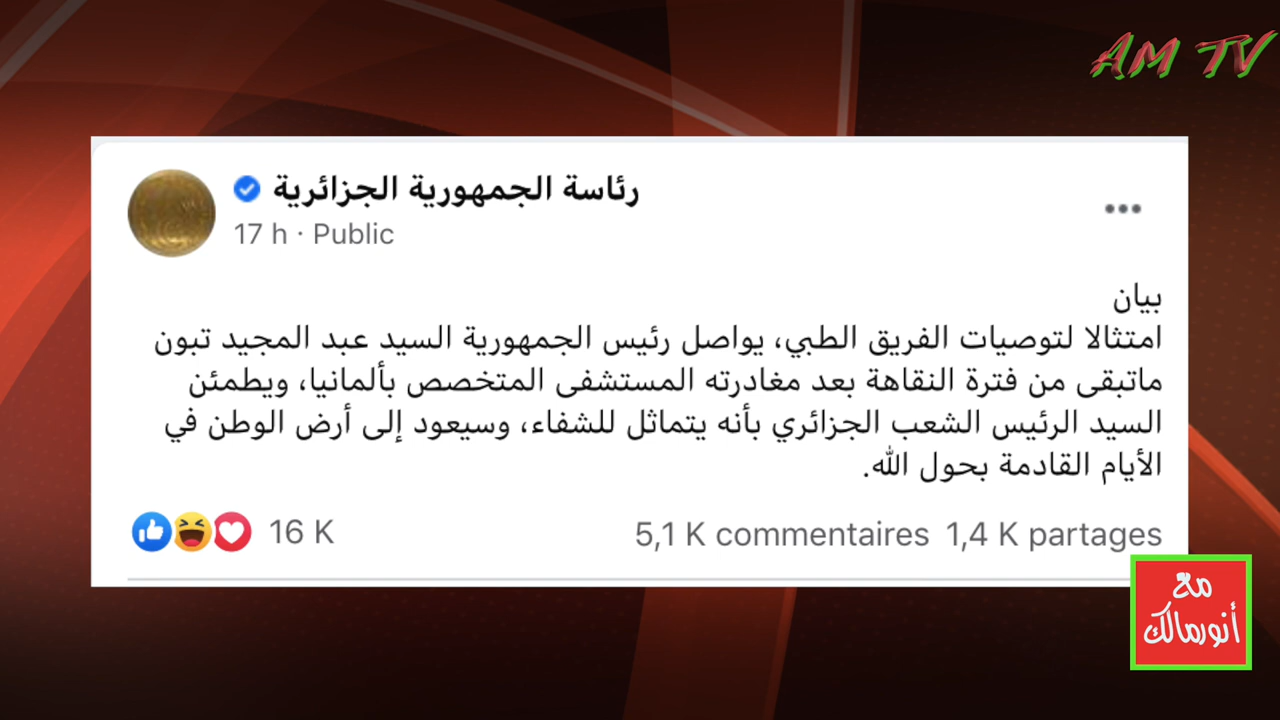 AM TV
رئاسة الجمهورية الجزائرية
17 h · Public
بيان
امتثالا لتوصيات الفريق الطبي، يواصل رئيس الجمهورية السيد عبد المجيد تبون
ماتبقى من فترة النقاهة بعد مغادرته المستشفى المتخصص بألمانيا، ويطمئن
السيد الرئيس الشعب الجزائري بأنه يتماثل للشفاء، وسيعود إلى أرض الوطن في
الأيام القادمة بحول الله.
16 K
5,1 K commentaires 1,4 K partages
مع
أنورمالك